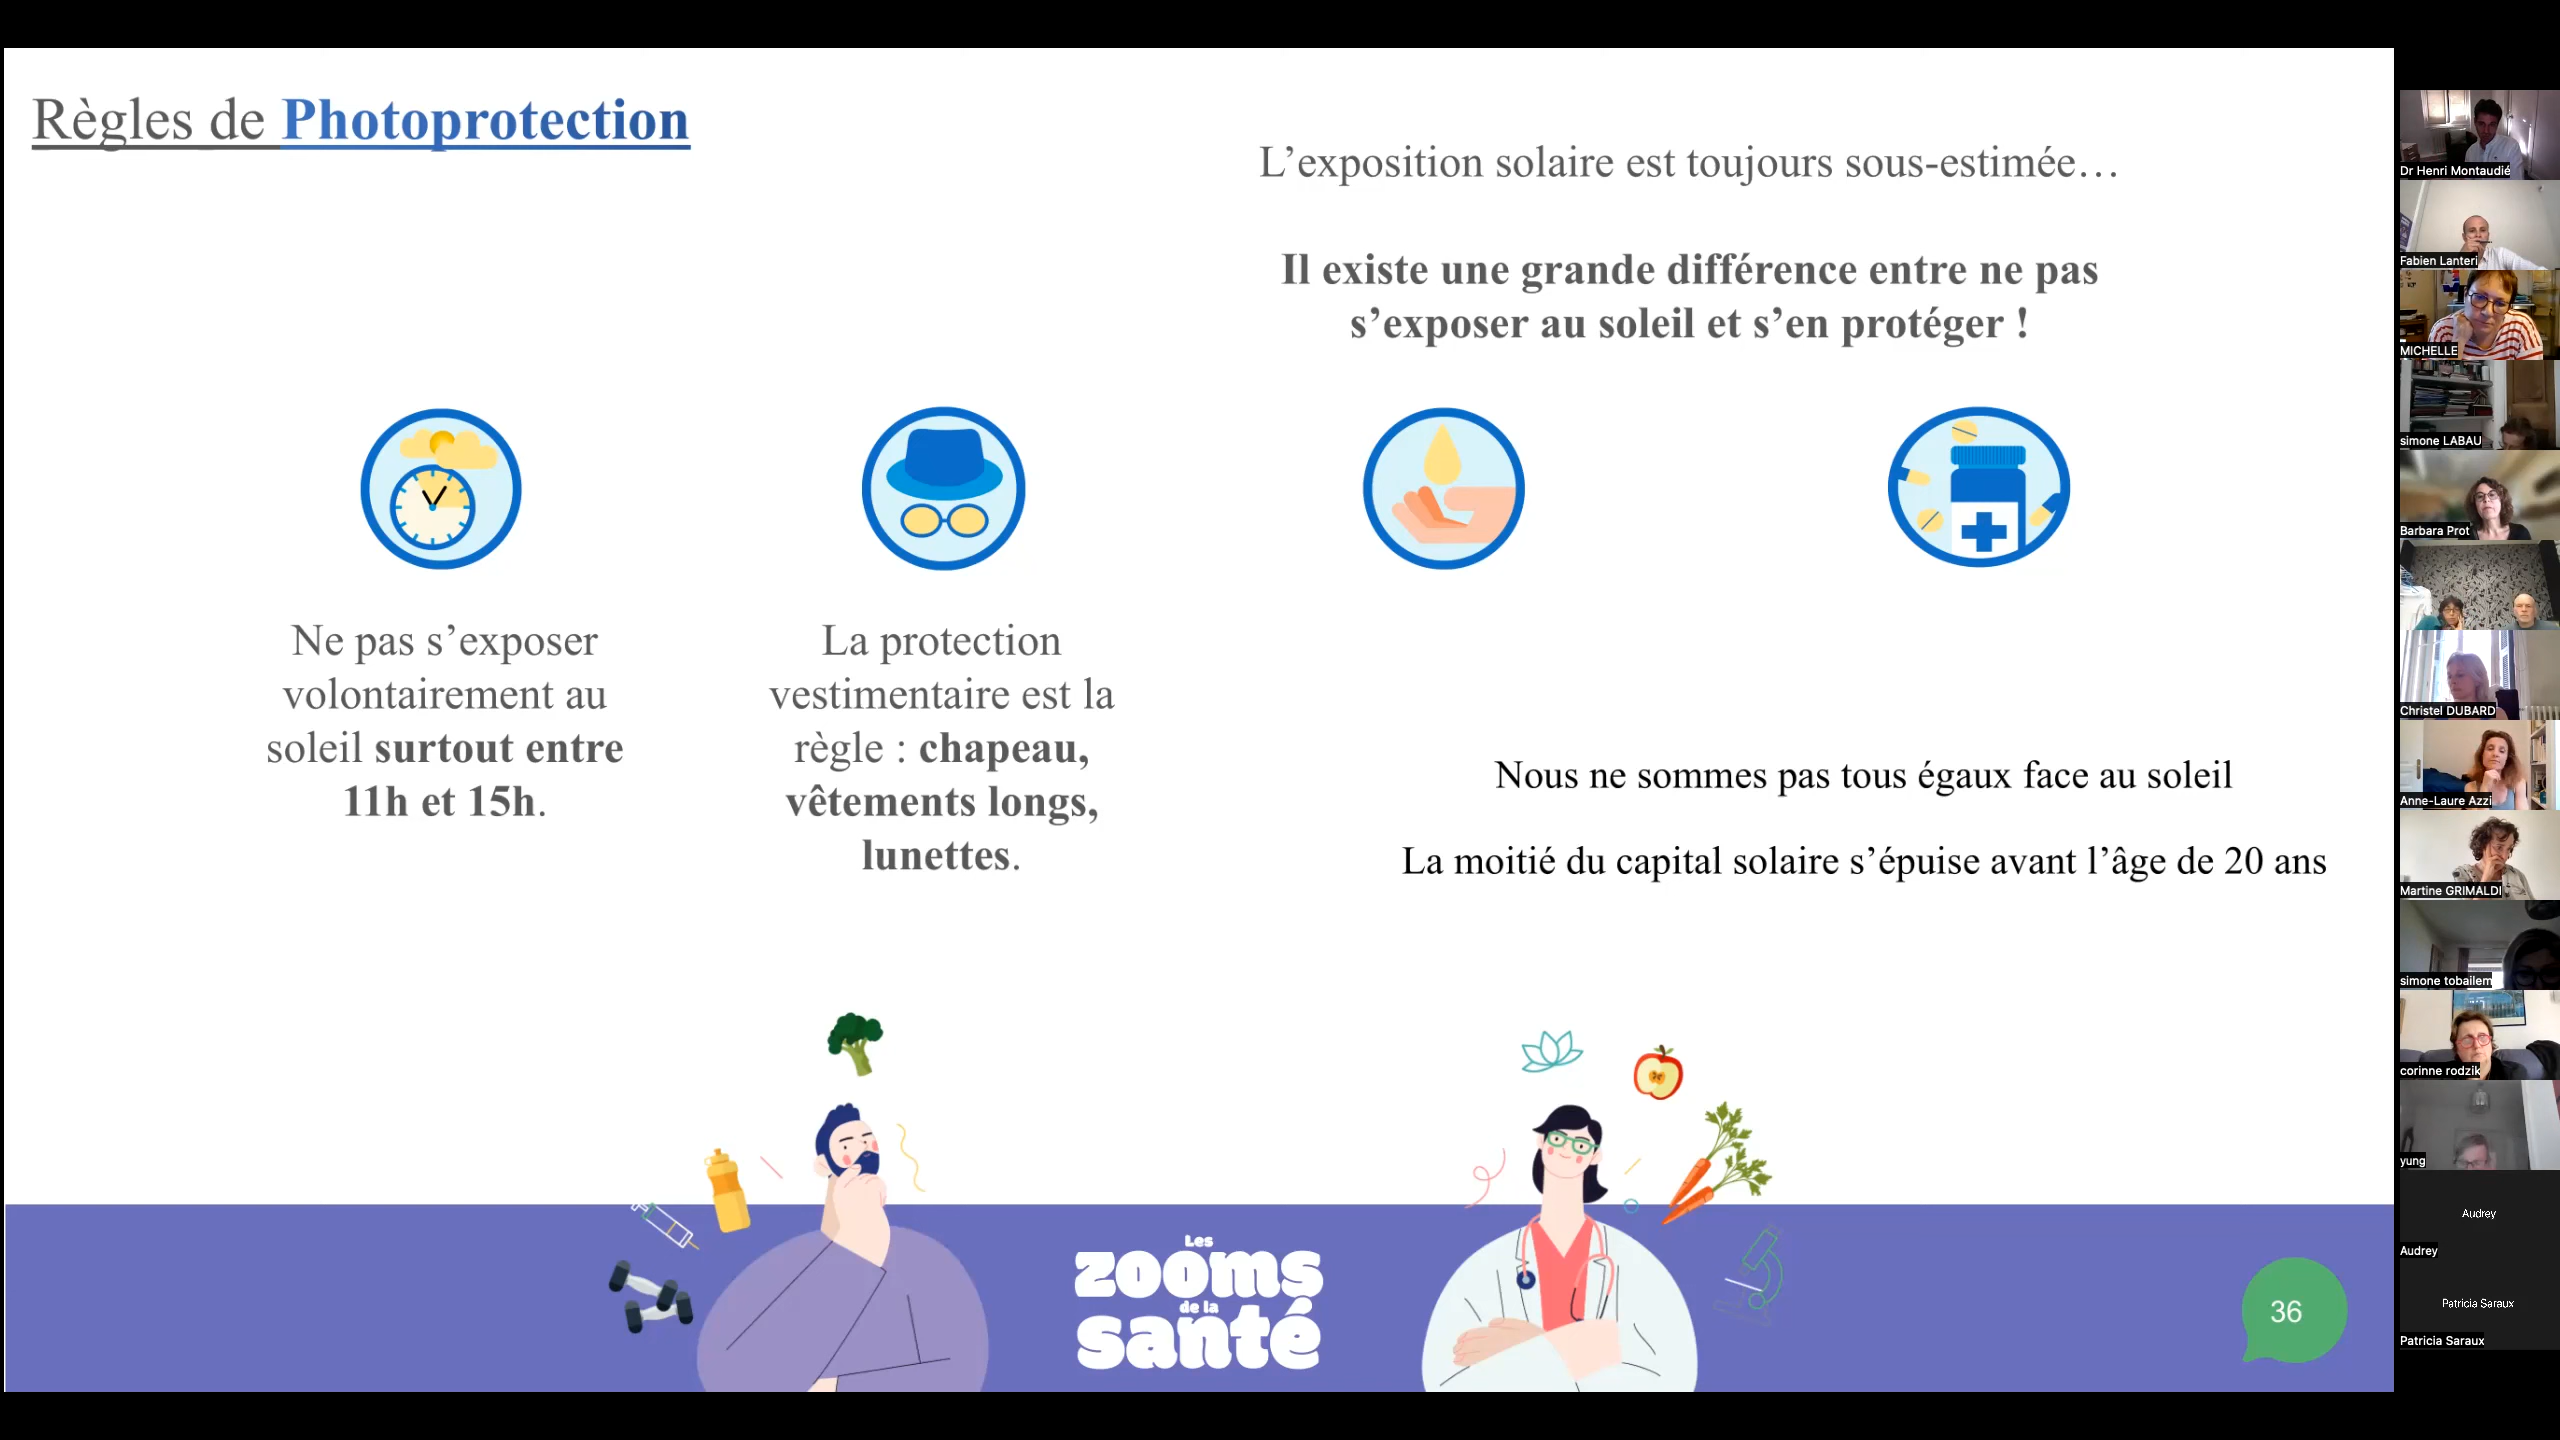 Règles de Photoprotection
L’exposition solaire est toujours sous-estimée…
Il existe une grande différence entre ne pas
s’exposer au soleil et s’en protéger !
Ne pas s’exposer
volontairement au
soleil surtout entre
11h et 15h.
La protection
vestimentaire est la
règle : chapeau,
vêtements longs,
lunettes.
Nous ne sommes pas tous égaux face au soleil
La moitié du capital solaire s’épuise avant l’âge de 20 ans
Les
zooms
de la
santé
36
Dr Henri Montaudié
Fabien Lanteri
MICHELLE
simone LABAU
Barbara Prot
Christel DUBARD
Anne-Laure Azzi
Martine GRIMALDI
simone tobailem
corinne rodzik
yung
Audrey
Audrey
Patricia Saraux
Patricia Saraux